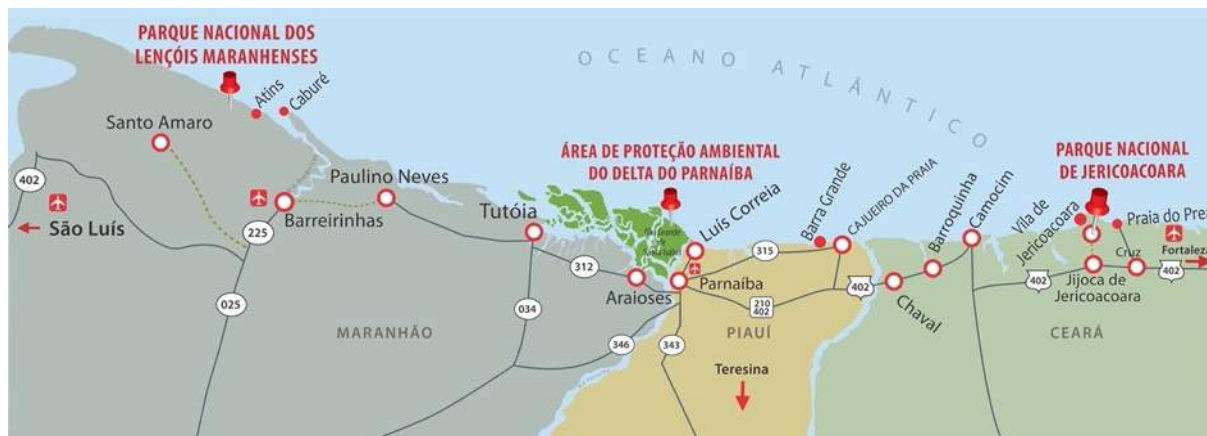 PARQUE NACIONAL DOS
LENÇÓIS MARANHENSES
OCEANO ATLÂNTICO
Atins
Caburé
Santo Amaro
ÁREA DE PROTEÇÃO AMBIENTAL
DO DELTA DO PARNAÍBA
PARQUE NACIONAL
DE JERICOACOARA
402
São Luís
Paulino Neves
Barreirinhas
225
025
Tutóia
312
034
Araioses
346
Luís Correia
Parnaíba
315
Barra Grande
CAJUEIRO DA PRAIA
210
402
343
402
Chaval
Barroquinha
Camocim
Vila de
Jericoacoara
Praia do Preá
Fortaleza
Cruz
402
402
Jijoca de
Jericoacoara
MARANHÃO
PIAUÍ
CEARÁ
Teresina